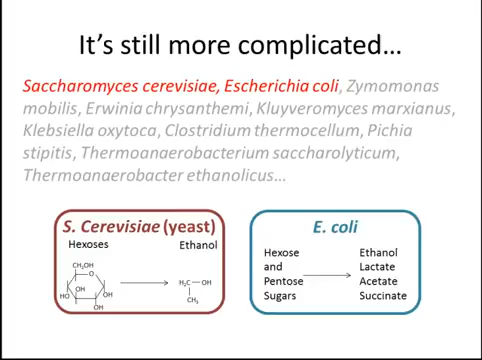 It's still more complicated…
Saccharomyces cerevisiae, Escherichia coli, Zymomonas
mobilis, Erwinia chrysanthemi, Kluyveromyces marxianus,
Klebsiella oxytoca, Clostridium thermocellum, Pichia
stipitis, Thermoanaerobacterium saccharolyticum,
Thermoanaerobacter ethanolicus…
S. Cerevisiae (yeast)
Hexoses
Ethanol
CH₂OH
O
OH
HO
OH
OH
H₂C — OH
CH₃
E. coli
Hexose
and
Pentose
Sugars
Ethanol
Lactate
Acetate
Succinate